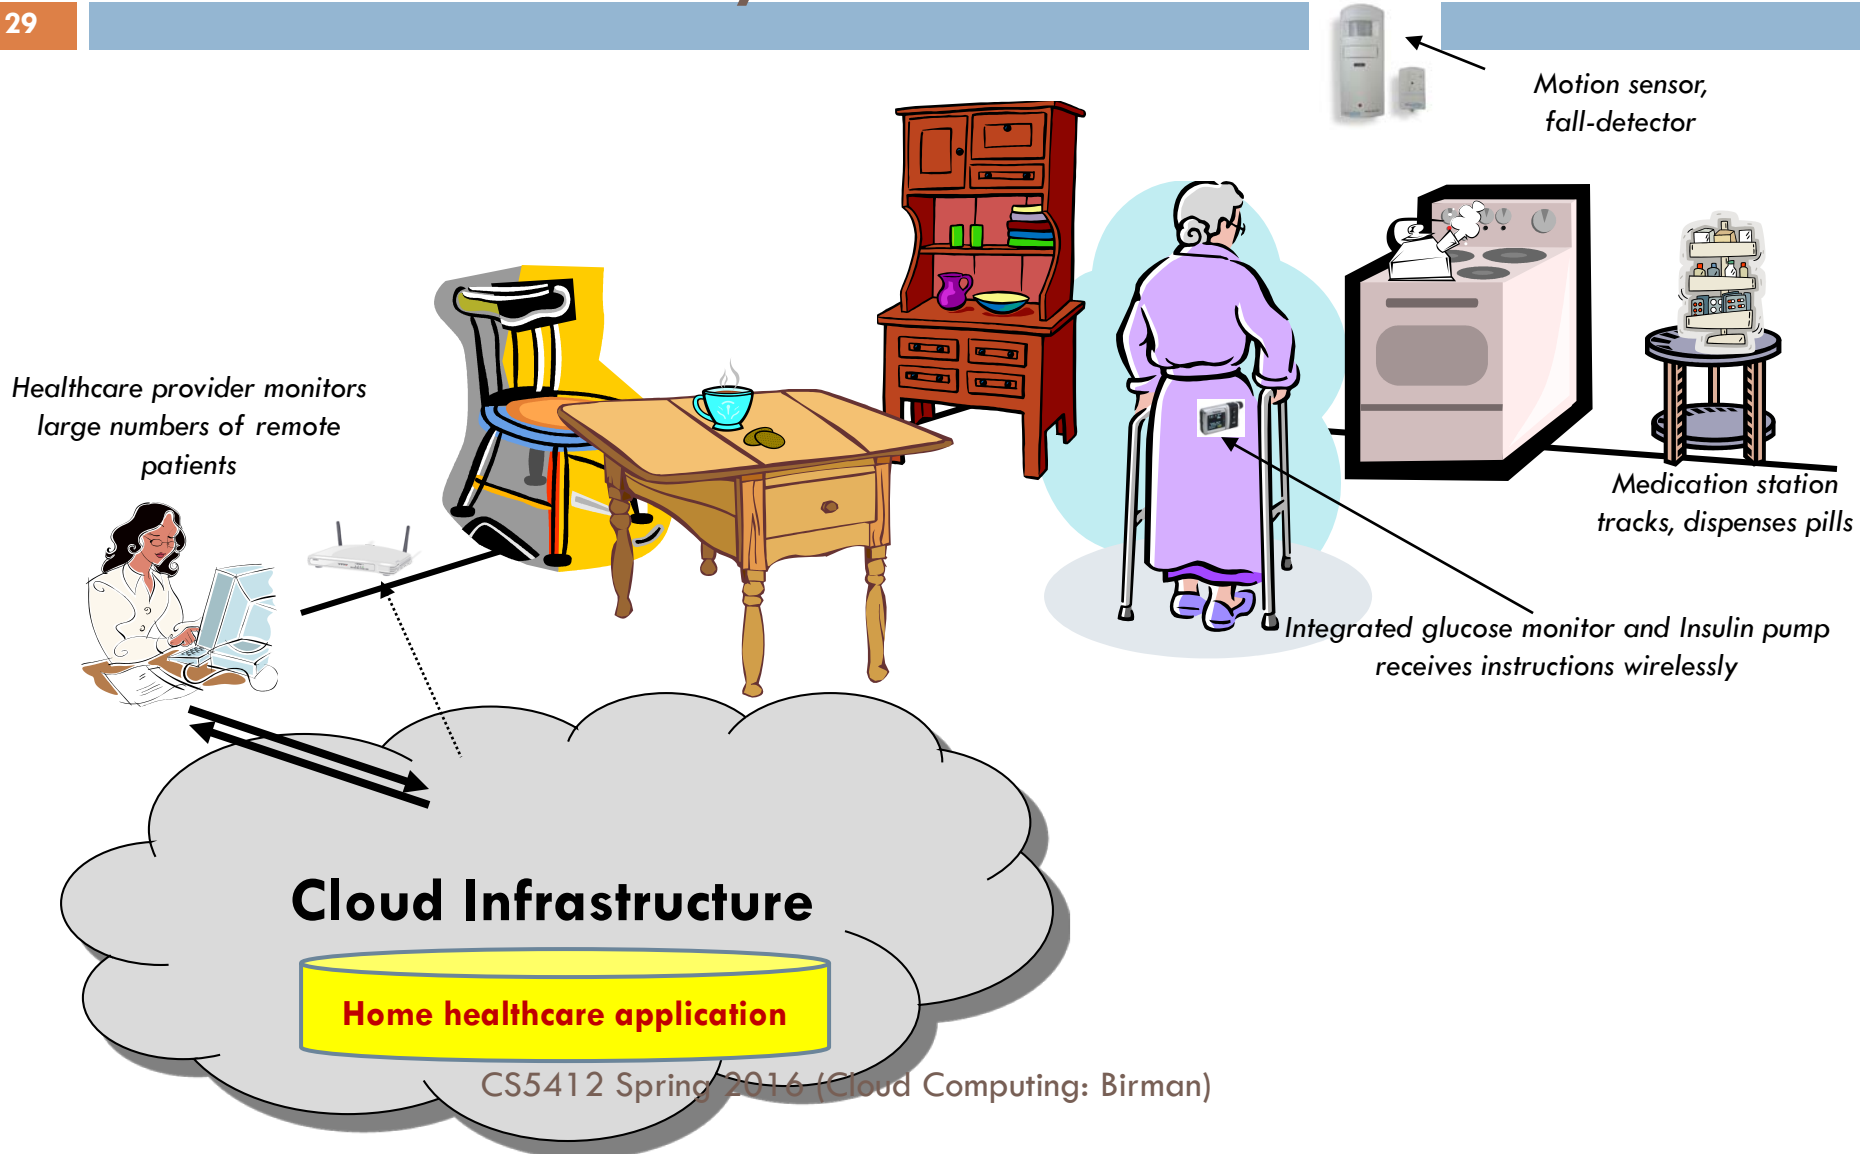 29
Motion sensor,
fall-detector
Healthcare provider monitors
large numbers of remote
patients
Medication station
tracks, dispenses pills
Integrated glucose monitor and Insulin pump
receives instructions wirelessly
Cloud Infrastructure
Home healthcare application
CS5412 Spring 2016 (Cloud Computing: Birman)